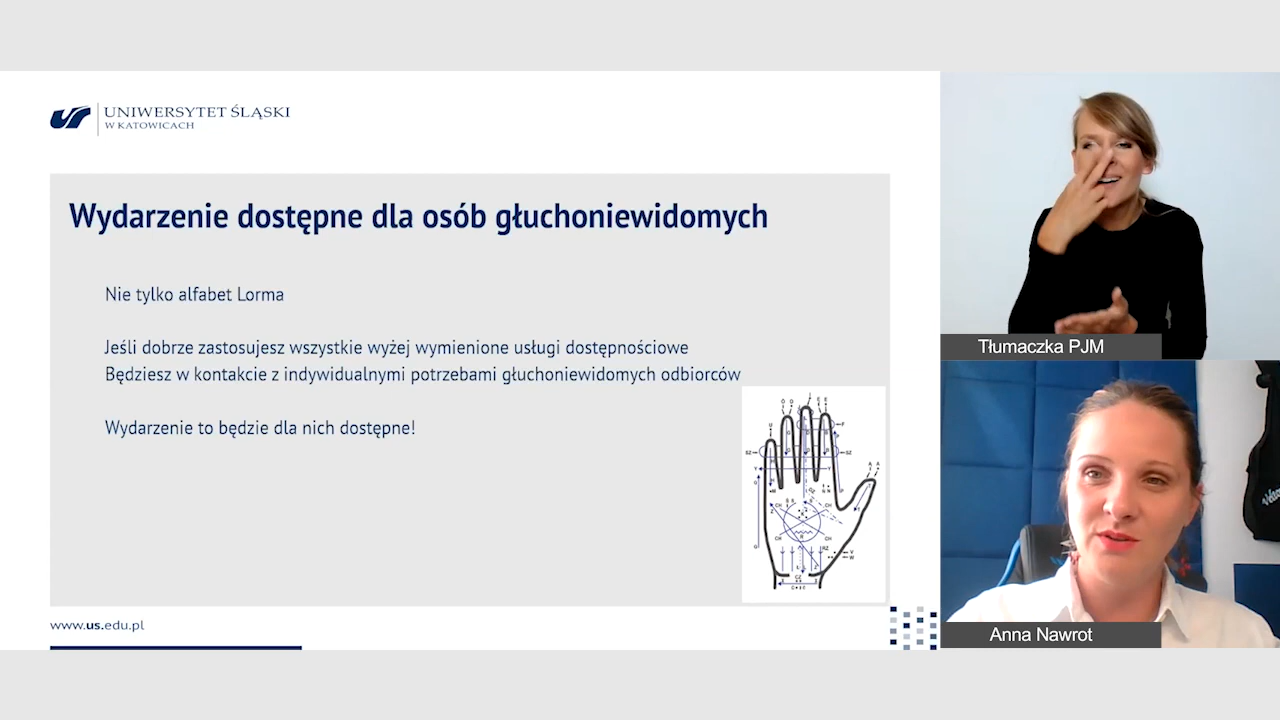 UNIWERSYTET ŚLĄSKI
W KATOWICACH
Wydarzenie dostępne dla osób głuchoniewidomych
Nie tylko alfabet Lorma
Jeśli dobrze zastosujesz wszystkie wyżej wymienione usługi dostępnościowe
Będziesz w kontakcie z indywidualnymi potrzebami głuchoniewidomych odbiorców
Wydarzenie to będzie dla nich dostępne!
www.us.edu.pl
Tłumaczka PJM
Anna Nawrot